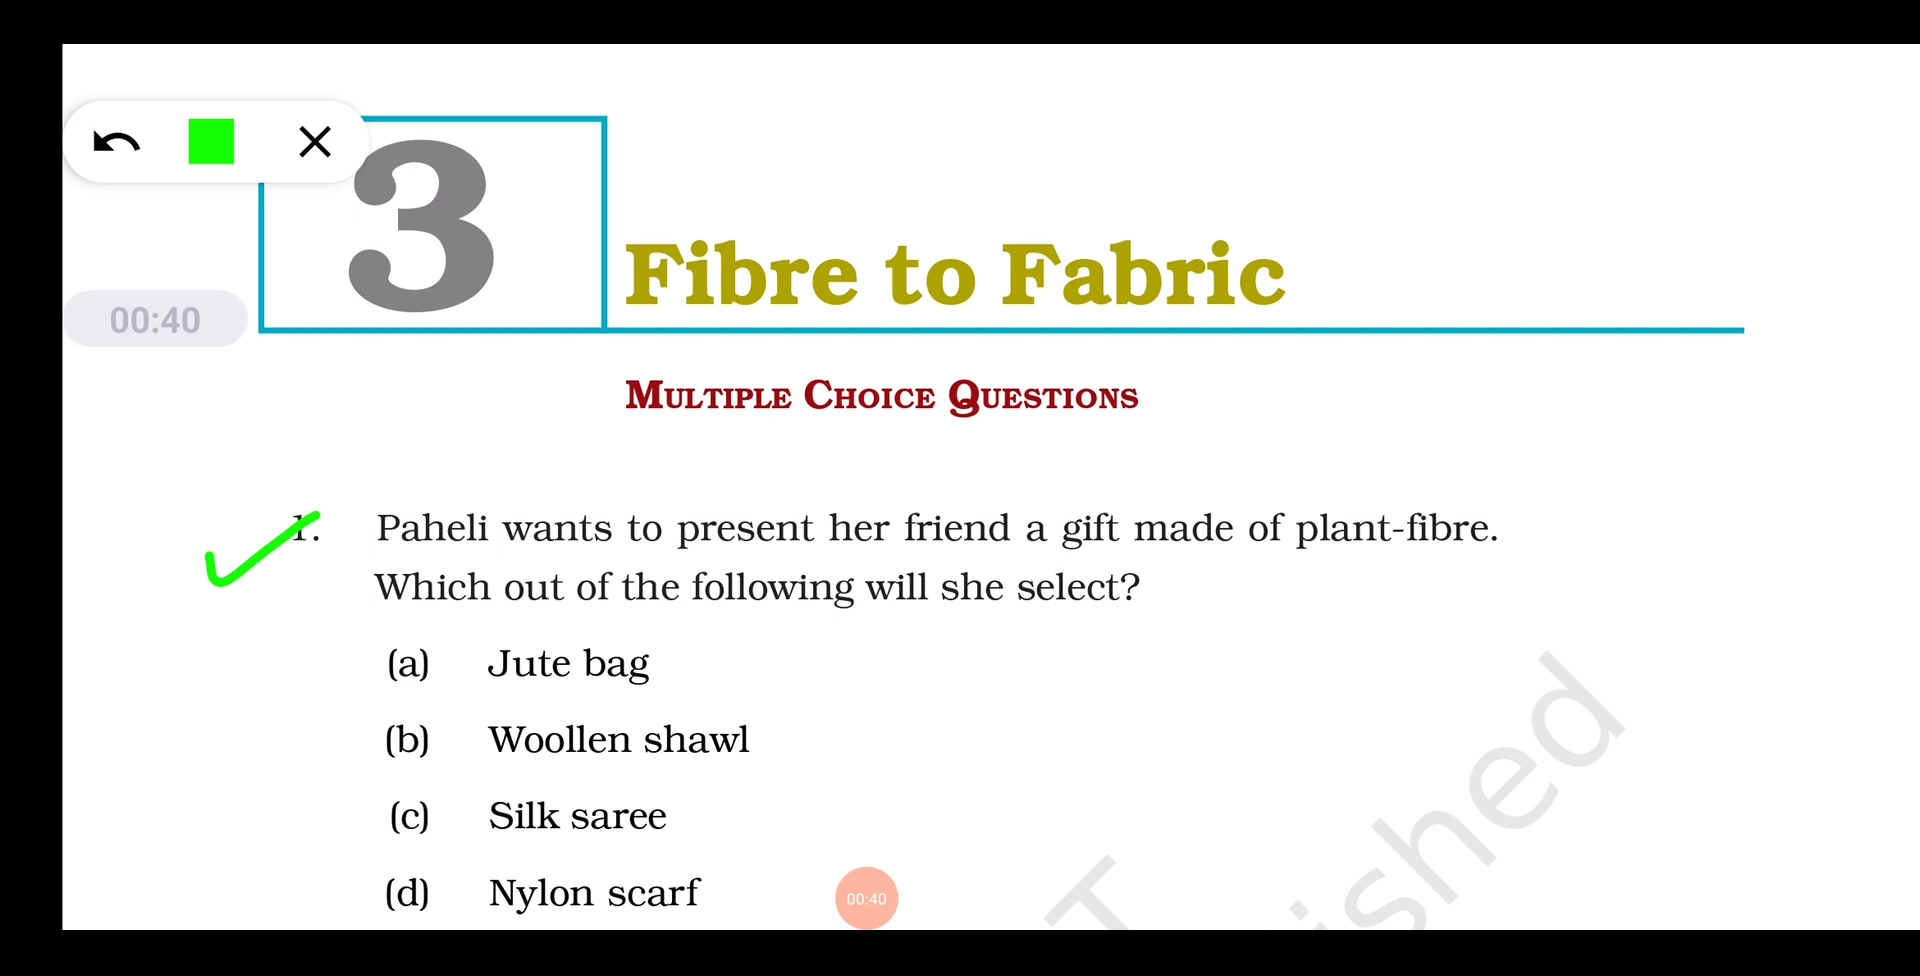 3
Fibre to Fabric
00:40
MULTIPLE CHOICE QUESTIONS
1. Paheli wants to present her friend a gift made of plant-fibre.
Which out of the following will she select?
(a) Jute bag
(b) Woollen shawl
(c) Silk saree
(d) Nylon scarf
00:40